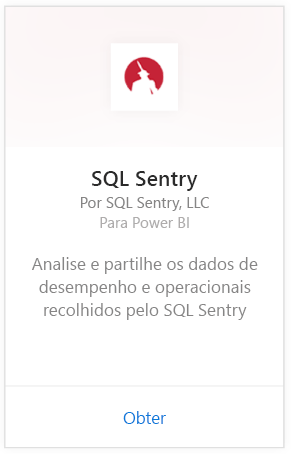 SQL Sentry
Por SQL Sentry, LLC
Para Power BI
Analise e partilhe os dados de
desempenho e operacionais
recolhidos pelo SQL Sentry
Obter